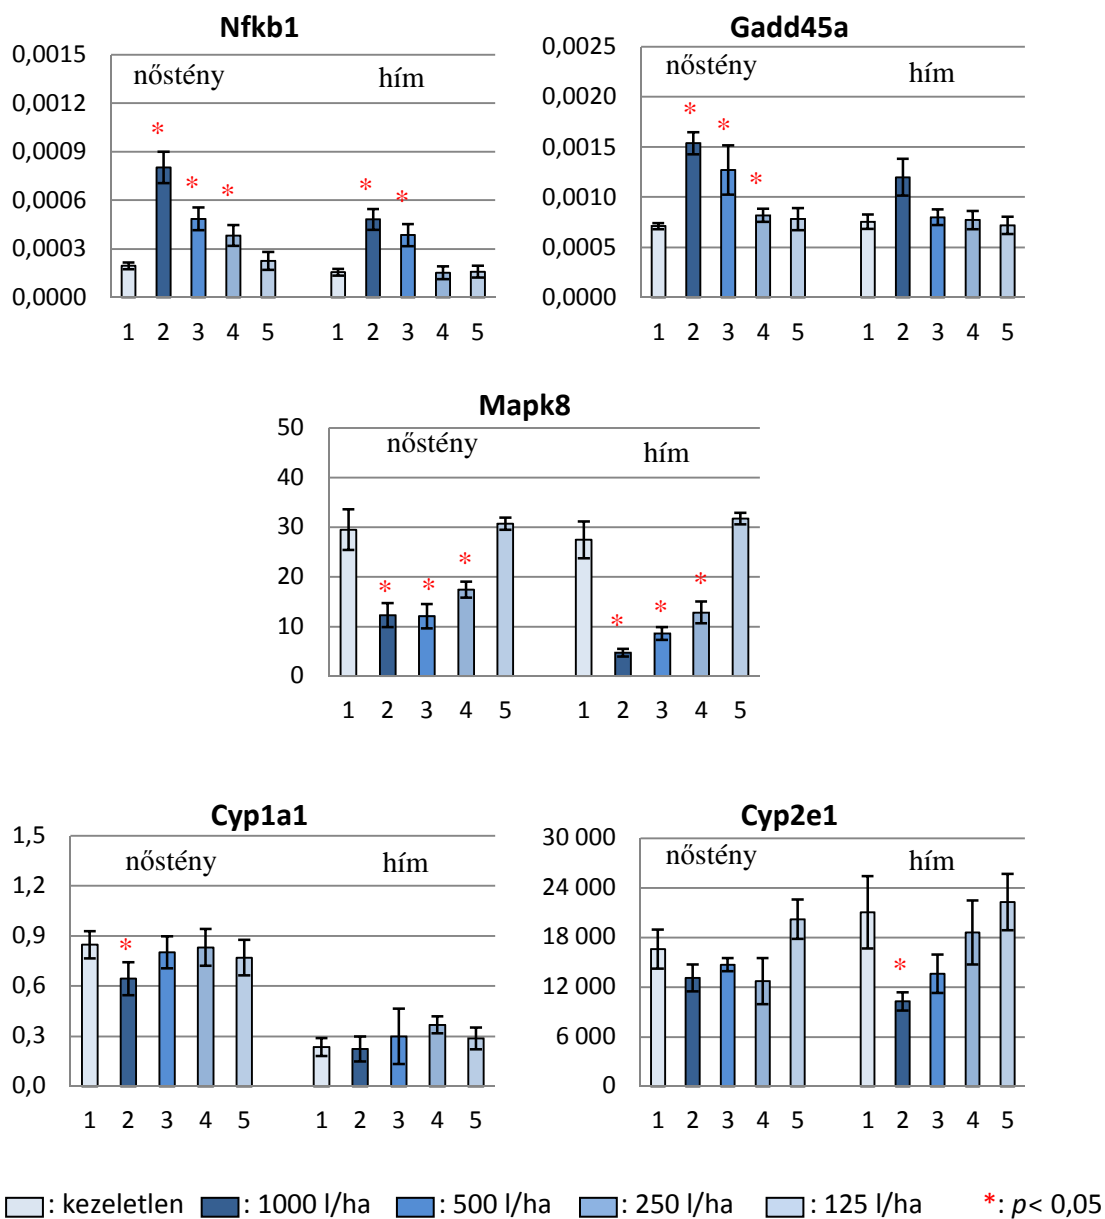 Nfkb1
0,0015
0,0012
0,0009
0,0006
0,0003
0,0000
nőstény
hím
*
*
*
*
*
1 2 3 4 5 1 2 3 4 5
Gadd45a
0,0025
0,0020
0,0015
0,0010
0,0005
0,0000
nőstény
hím
*
*
*
1 2 3 4 5 1 2 3 4 5
Mapk8
50
40
30
20
10
0
nőstény
hím
*
*
*
*
*
*
1 2 3 4 5 1 2 3 4 5
Cyp1a1
1,5
1,2
0,9
0,6
0,3
0,0
nőstény
hím
*
1 2 3 4 5 1 2 3 4 5
Cyp2e1
30 000
24 000
18 000
12 000
6 000
0
nőstény
hím
*
1 2 3 4 5 1 2 3 4 5
: kezeletlen : 1000 l/ha : 500 l/ha : 250 l/ha : 125 l/ha *: p< 0,05